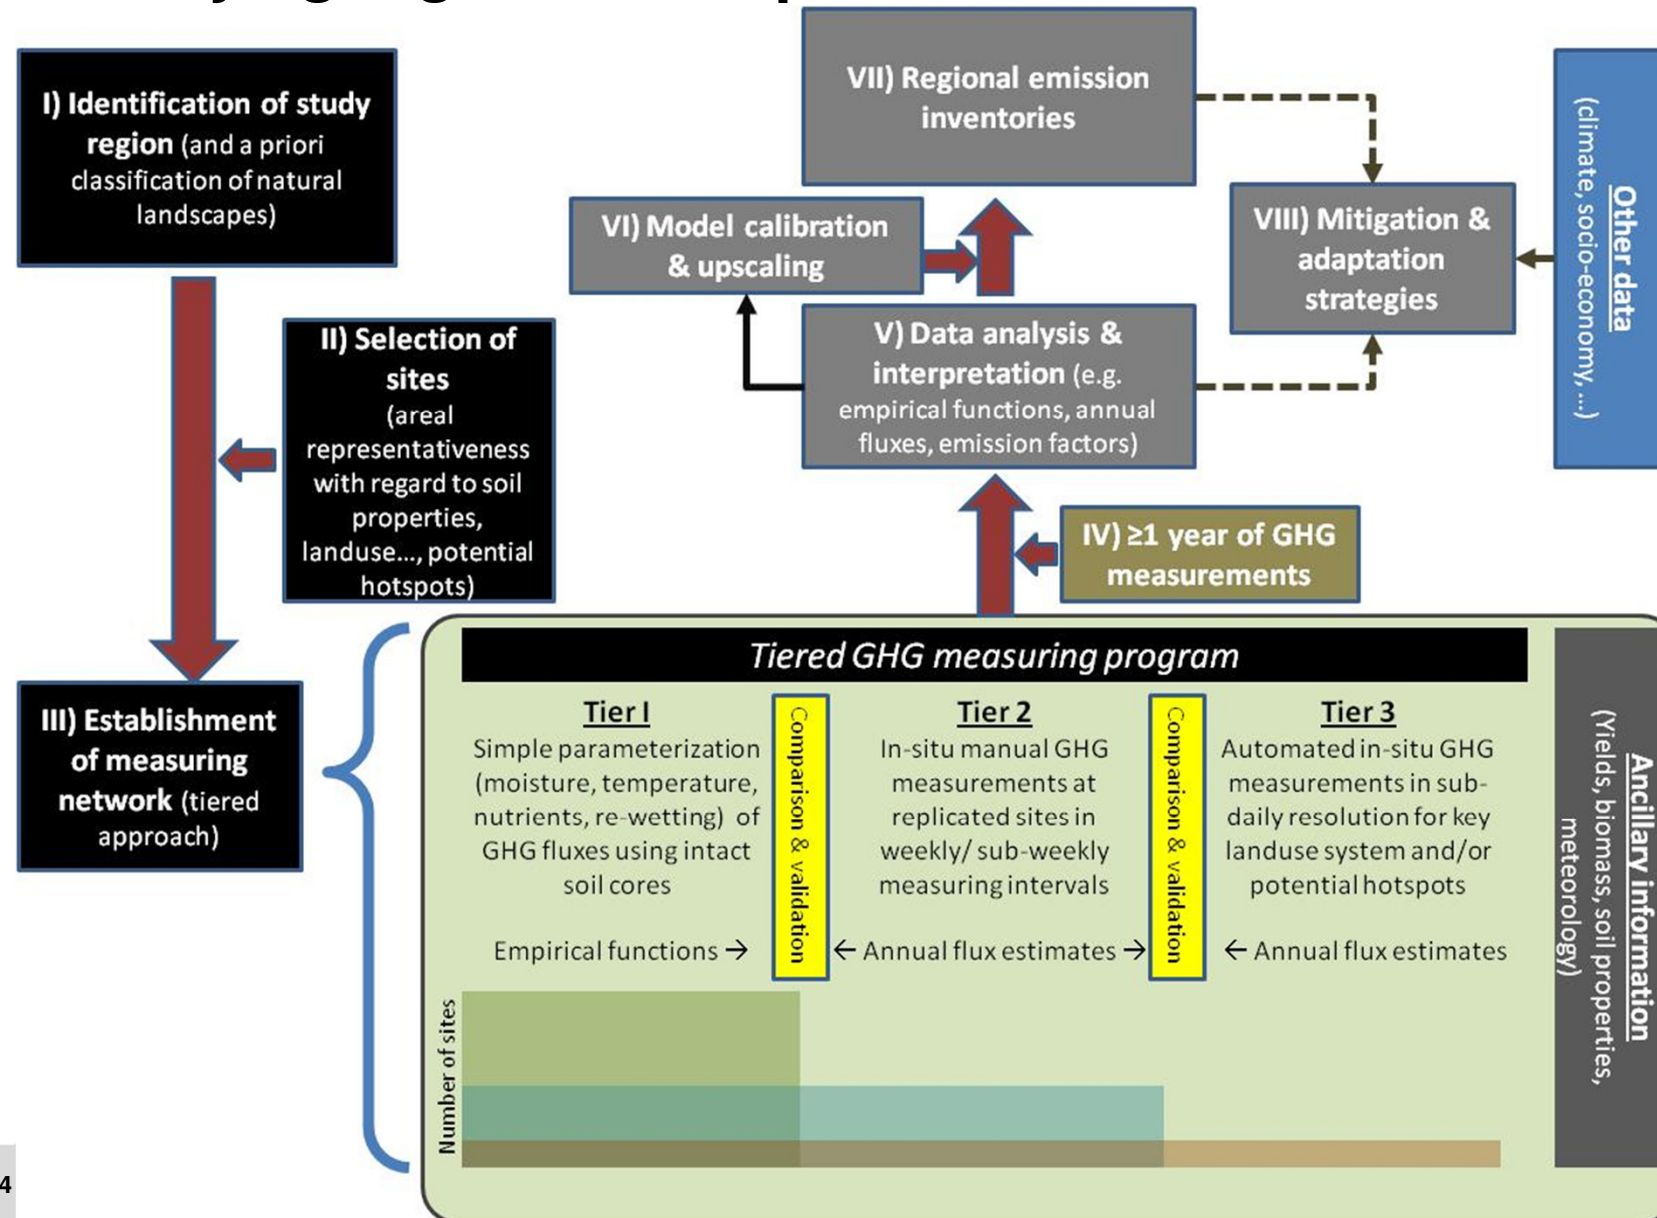 I) Identification of study
region (and a priori
classification of natural
landscapes)
II) Selection of
sites
(areal
representativeness
with regard to soil
properties,
landuse..., potential
hotspots)
III) Establishment
of measuring
network (tiered
approach)
VII) Regional emission
inventories
VI) Model calibration
& upscaling
VIII) Mitigation &
adaptation
strategies
V) Data analysis &
interpretation (e.g.
empirical functions, annual
fluxes, emission factors)
IV) ≥1 year of GHG
measurements
Other data
(climate, socio-economy, ...)
Tiered GHG measuring program
Tier I
Simple parameterization
(moisture, temperature,
nutrients, re-wetting) of
GHG fluxes using intact
soil cores
Empirical functions →
Comparison & validation
Tier 2
In-situ manual GHG
measurements at
replicated sites in
weekly/ sub-weekly
measuring intervals
← Annual flux estimates →
Comparison & validation
Tier 3
Automated in-situ GHG
measurements in sub-
daily resolution for key
landuse system and/or
potential hotspots
← Annual flux estimates
Ancillary information
(Yields, biomass, soil properties,
meteorology)
Number of sites
4